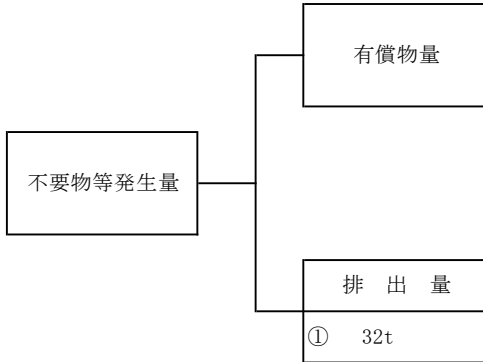 有償物量
不要物等発生量
排 出 量
① 32t